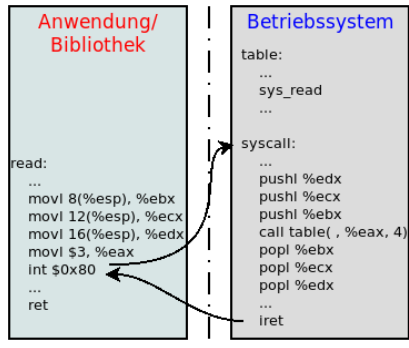 Anwendung/
Bibliothek
read:
...
movl 8(%esp), %ebx
movl 12(%esp), %ecx
movl 16(%esp), %edx
movl $3, %eax
int $0x80
...
ret
Betriebssystem
table:
...
sys_read
...
syscall:
...
pushl %edx
pushl %ecx
pushl %ebx
call table( , %eax, 4)
popl %ebx
popl %ecx
popl %edx
...
iret